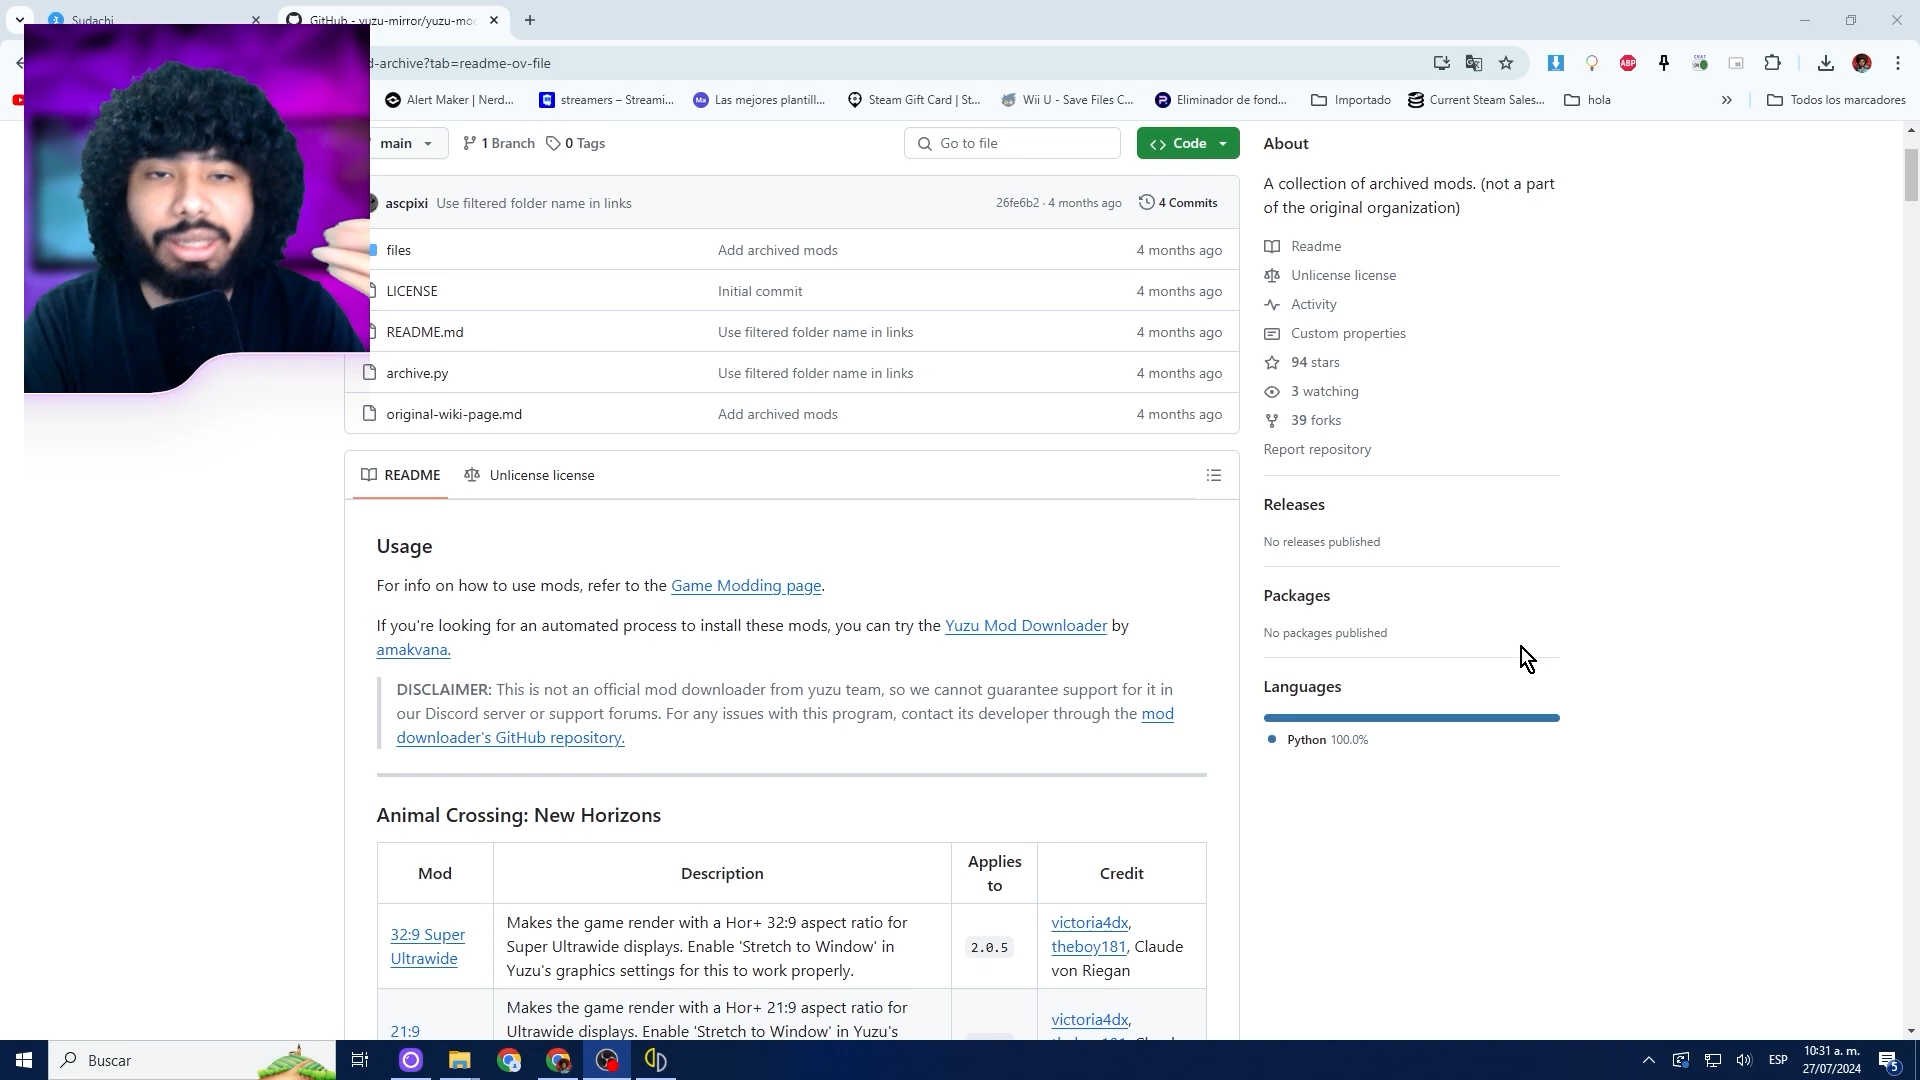 Sudachi
GitHub - yuzu-mirror/yuzu-mo
d-archive?tab=readme-ov-file
ABP
Alert Maker | Nerd...
streamers – Streami...
Las mejores plantill...
Steam Gift Card | St...
Wii U - Save Files C...
Eliminador de fond...
Importado
Current Steam Sales...
hola
Todos los marcadores
main
1 Branch
0 Tags
Go to file
Code
ascpixi Use filtered folder name in links
26fe6b2 · 4 months ago
4 Commits
files
Add archived mods
4 months ago
LICENSE
Initial commit
4 months ago
README.md
Use filtered folder name in links
4 months ago
archive.py
Use filtered folder name in links
4 months ago
original-wiki-page.md
Add archived mods
4 months ago
README
Unlicense license
Usage
For info on how to use mods, refer to the Game Modding page.
If you're looking for an automated process to install these mods, you can try the Yuzu Mod Downloader by
amakvana.
DISCLAIMER: This is not an official mod downloader from yuzu team, so we cannot guarantee support for it in
our Discord server or support forums. For any issues with this program, contact its developer through the mod
downloader's GitHub repository.
Animal Crossing: New Horizons
Mod
Description
Applies
to
Credit
32:9 Super
Ultrawide
Makes the game render with a Hor+ 32:9 aspect ratio for
Super Ultrawide displays. Enable 'Stretch to Window' in
Yuzu's graphics settings for this to work properly.
2.0.5
victoria4dx,
theboy181, Claude
von Riegan
21:9
Makes the game render with a Hor+ 21:9 aspect ratio for
Ultrawide displays. Enable 'Stretch to Window' in Yuzu's
victoria4dx,
About
A collection of archived mods. (not a part
of the original organization)
Readme
Unlicense license
Activity
Custom properties
94 stars
3 watching
39 forks
Report repository
Releases
No releases published
Packages
No packages published
Languages
Python 100.0%
Buscar
ESP
10:31 a. m.
27/07/2024
5